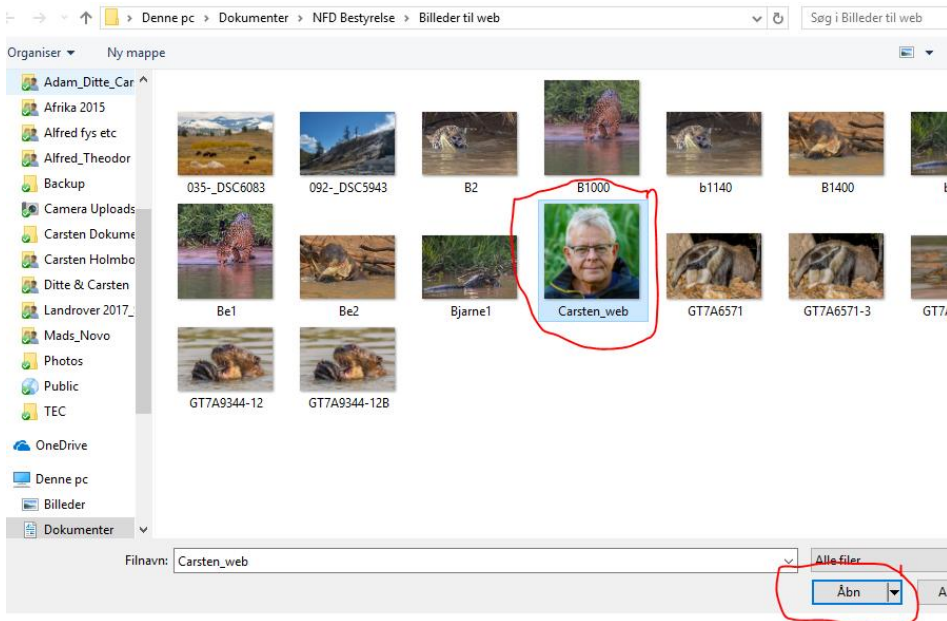 Denne pc › Dokumenter › NFD Bestyrelse › Billeder til web
Søg i Billeder til web
Organiser
Ny mappe
Adam_Ditte_Car
Afrika 2015
Alfred fys etc
Alfred_Theodor
Backup
Camera Uploads
Carsten Dokume
Carsten Holmbo
Ditte & Carsten
Landrover 2017_
Mads_Novo
Photos
Public
TEC
OneDrive
Denne pc
Billeder
Dokumenter
035-_DSC6083
092-_DSC5943
B2
B1000
b1140
B1400
Be1
Be2
Bjarne1
Carsten_web
GT7A6571
GT7A6571-3
GT7A9344-12
GT7A9344-12B
Filnavn: Carsten_web
Alle filer
Åbn